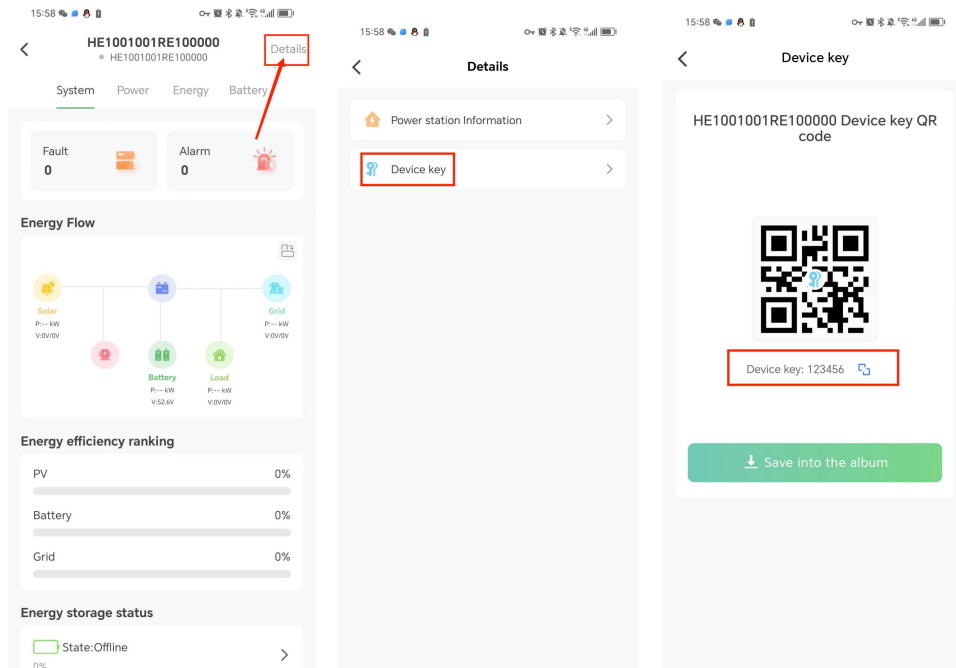 15:58
HE1001001RE100000
HE1001001RE100000
Details
System Power Energy Battery
Fault
0
Alarm
0
Energy Flow
Solar
P:-- kW
V:0V/0V
Grid
P:-- kW
V:0V/0V
Battery
P:-- kW
V:52.6V
Load
P:-- kW
V:0V/0V
Energy efficiency ranking
PV 0%
Battery 0%
Grid 0%
Energy storage status
State:Offline
0%
15:58
Details
Power station Information
Device key
15:58
Device key
HE1001001RE100000 Device key QR
code
Device key: 123456
Save into the album